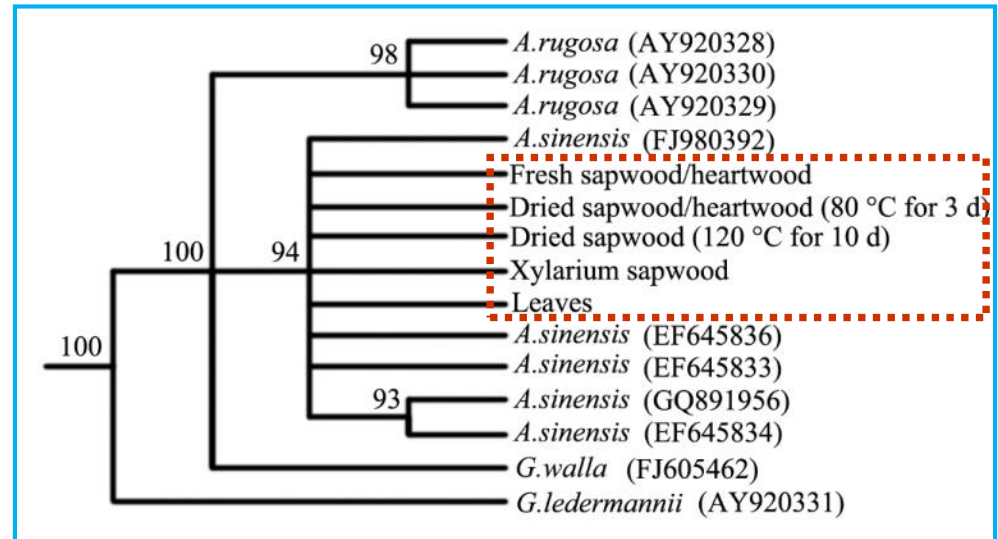 98
A.rugosa (AY920328)
A.rugosa (AY920330)
A.rugosa (AY920329)
A.sinensis (FJ980392)
Fresh sapwood/heartwood
Dried sapwood/heartwood (80 °C for 3 d)
Dried sapwood (120 °C for 10 d)
100
94
Xylarium sapwood
Leaves
A.sinensis (EF645836)
100
A.sinensis (EF645833)
93
A.sinensis (GQ891956)
A.sinensis (EF645834)
G.walla (FJ605462)
G.ledermannii (AY920331)